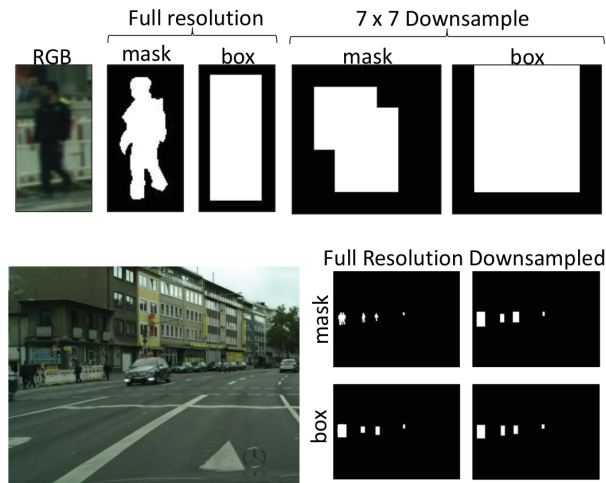 Full resolution 7 x 7 Downsample
RGB mask box mask box
Full Resolution Downsampled
mask
box